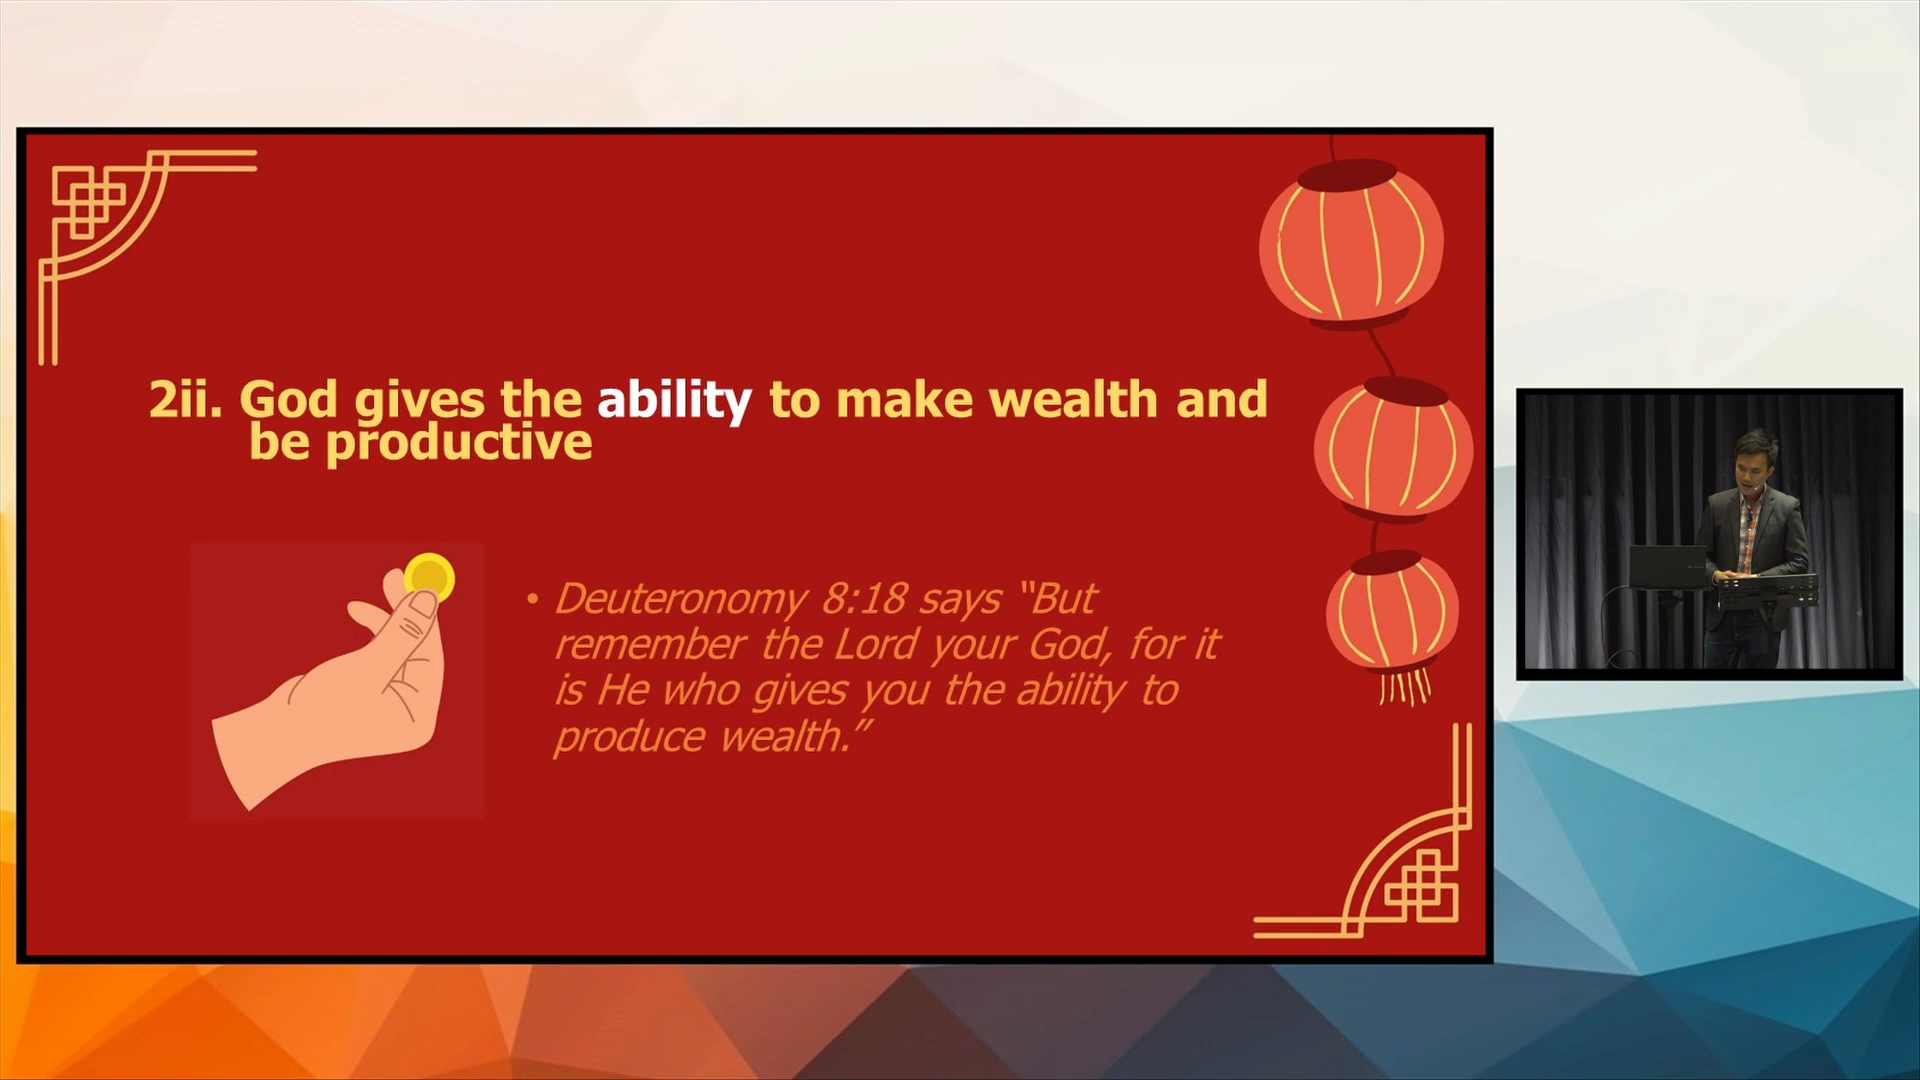 2ii. God gives the ability to make wealth and
be productive
• Deuteronomy 8:18 says “But
remember the Lord your God, for it
is He who gives you the ability to
produce wealth.”